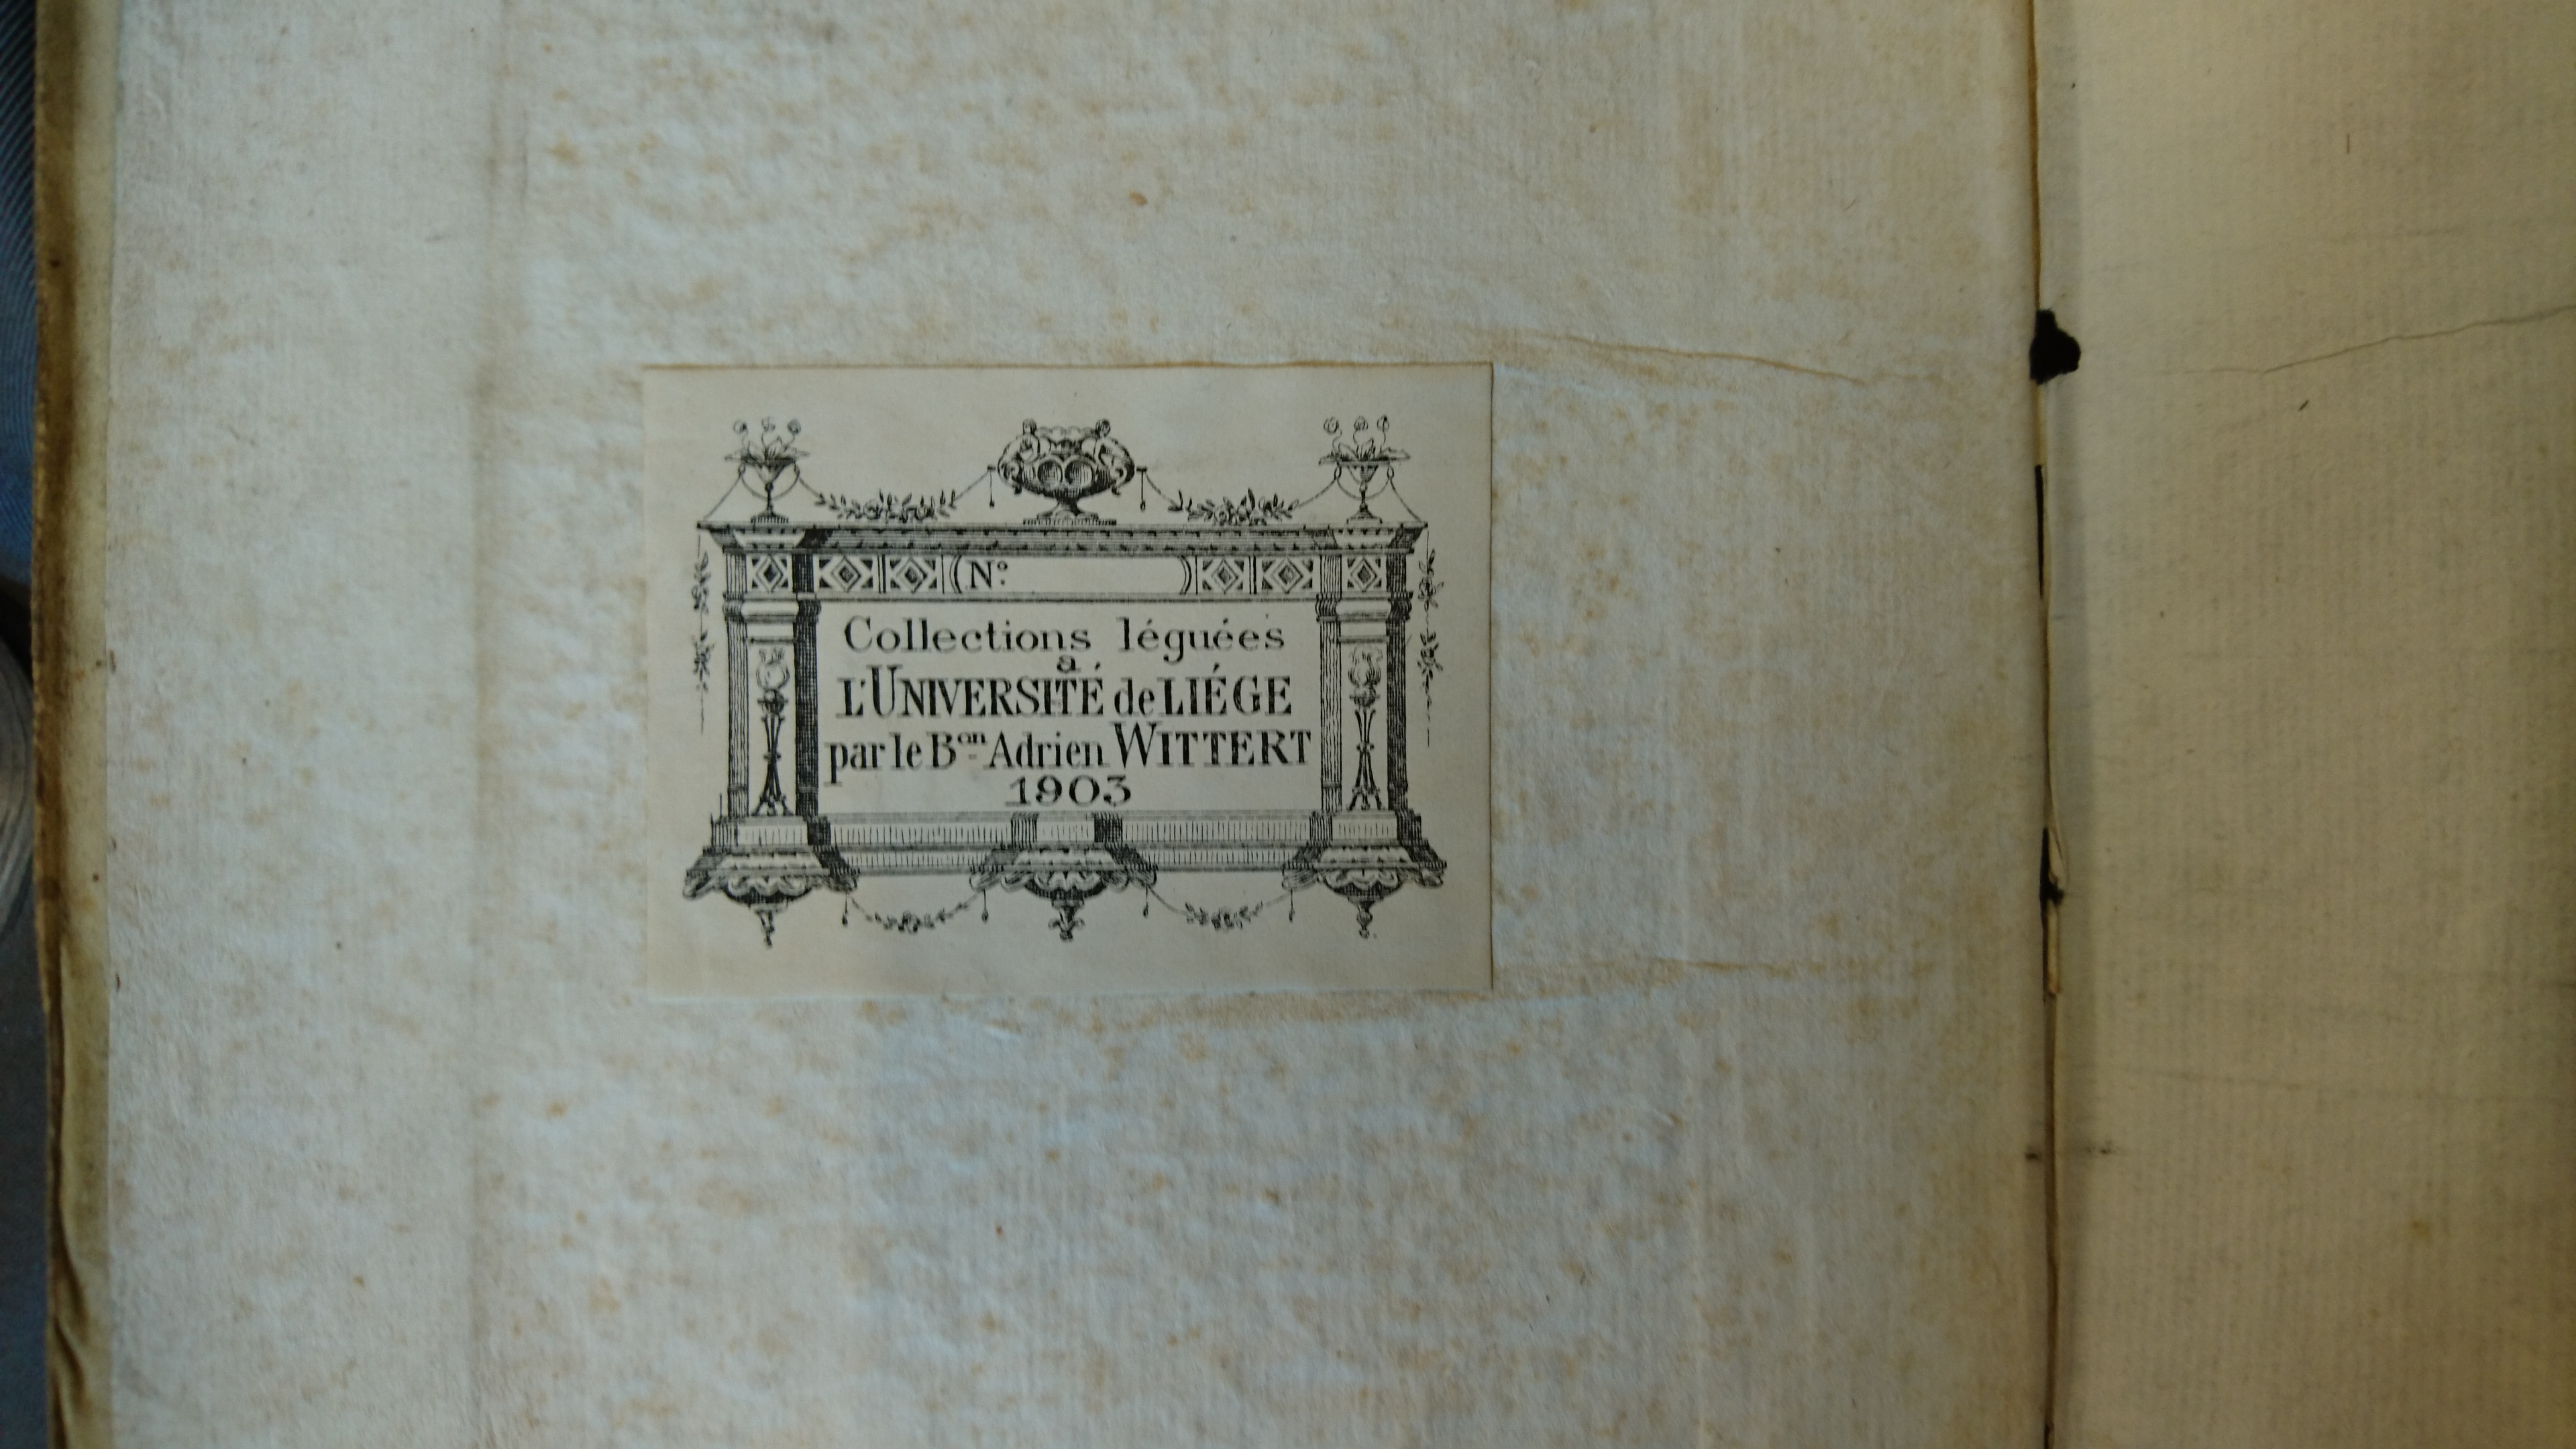 (N°. )
Collections léguées
à
L'UNIVERSITÉ de LIÉGE
par le Bon Adrien WITTERT
1903